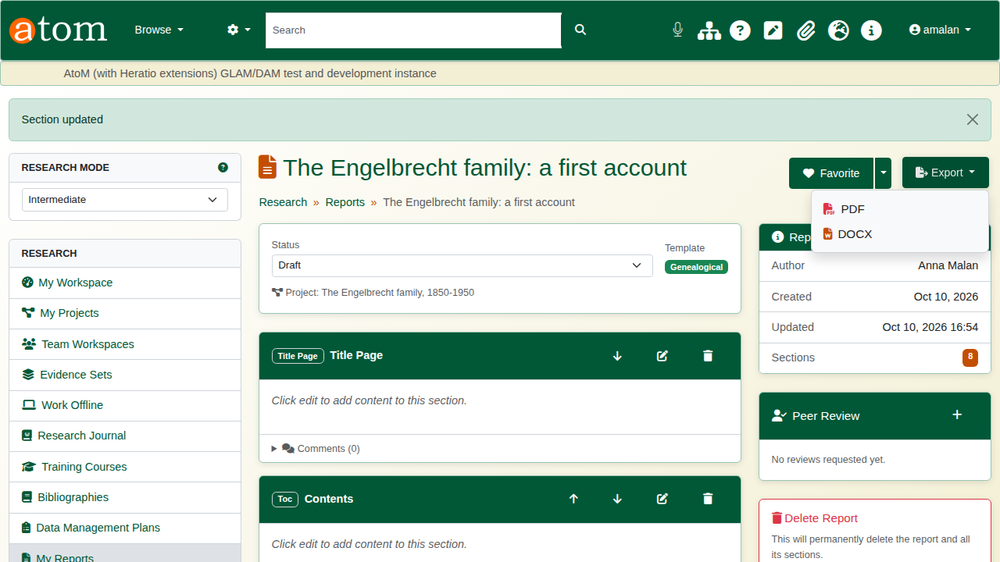 atom
Browse
Search
amalan
AtoM (with Heratio extensions) GLAM/DAM test and development instance
Section updated
RESEARCH MODE
Intermediate
RESEARCH
My Workspace
My Projects
Team Workspaces
Evidence Sets
Work Offline
Research Journal
Training Courses
Bibliographies
Data Management Plans
My Reports
The Engelbrecht family: a first account
Favorite
Export
PDF
DOCX
Research » Reports » The Engelbrecht family: a first account
Status
Draft
Template
Genealogical
Project: The Engelbrecht family, 1850-1950
Title Page Title Page
Click edit to add content to this section.
Comments (0)
Toc Contents
Click edit to add content to this section.
Author Anna Malan
Created Oct 10, 2026
Updated Oct 10, 2026 16:54
Sections 8
Peer Review
No reviews requested yet.
Delete Report
This will permanently delete the report and all
its sections.